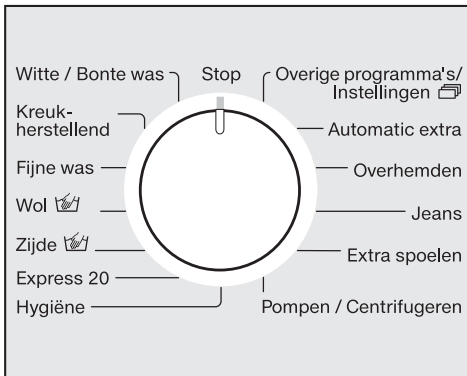 Stop
Overige programma's/
Instellingen
Automatic extra
Overhemden
Jeans
Extra spoelen
Pompen / Centrifugeren
Witte / Bonte was
Kreuk-
herstellend
Fijne was
Wol
Zijde
Express 20
Hygiëne